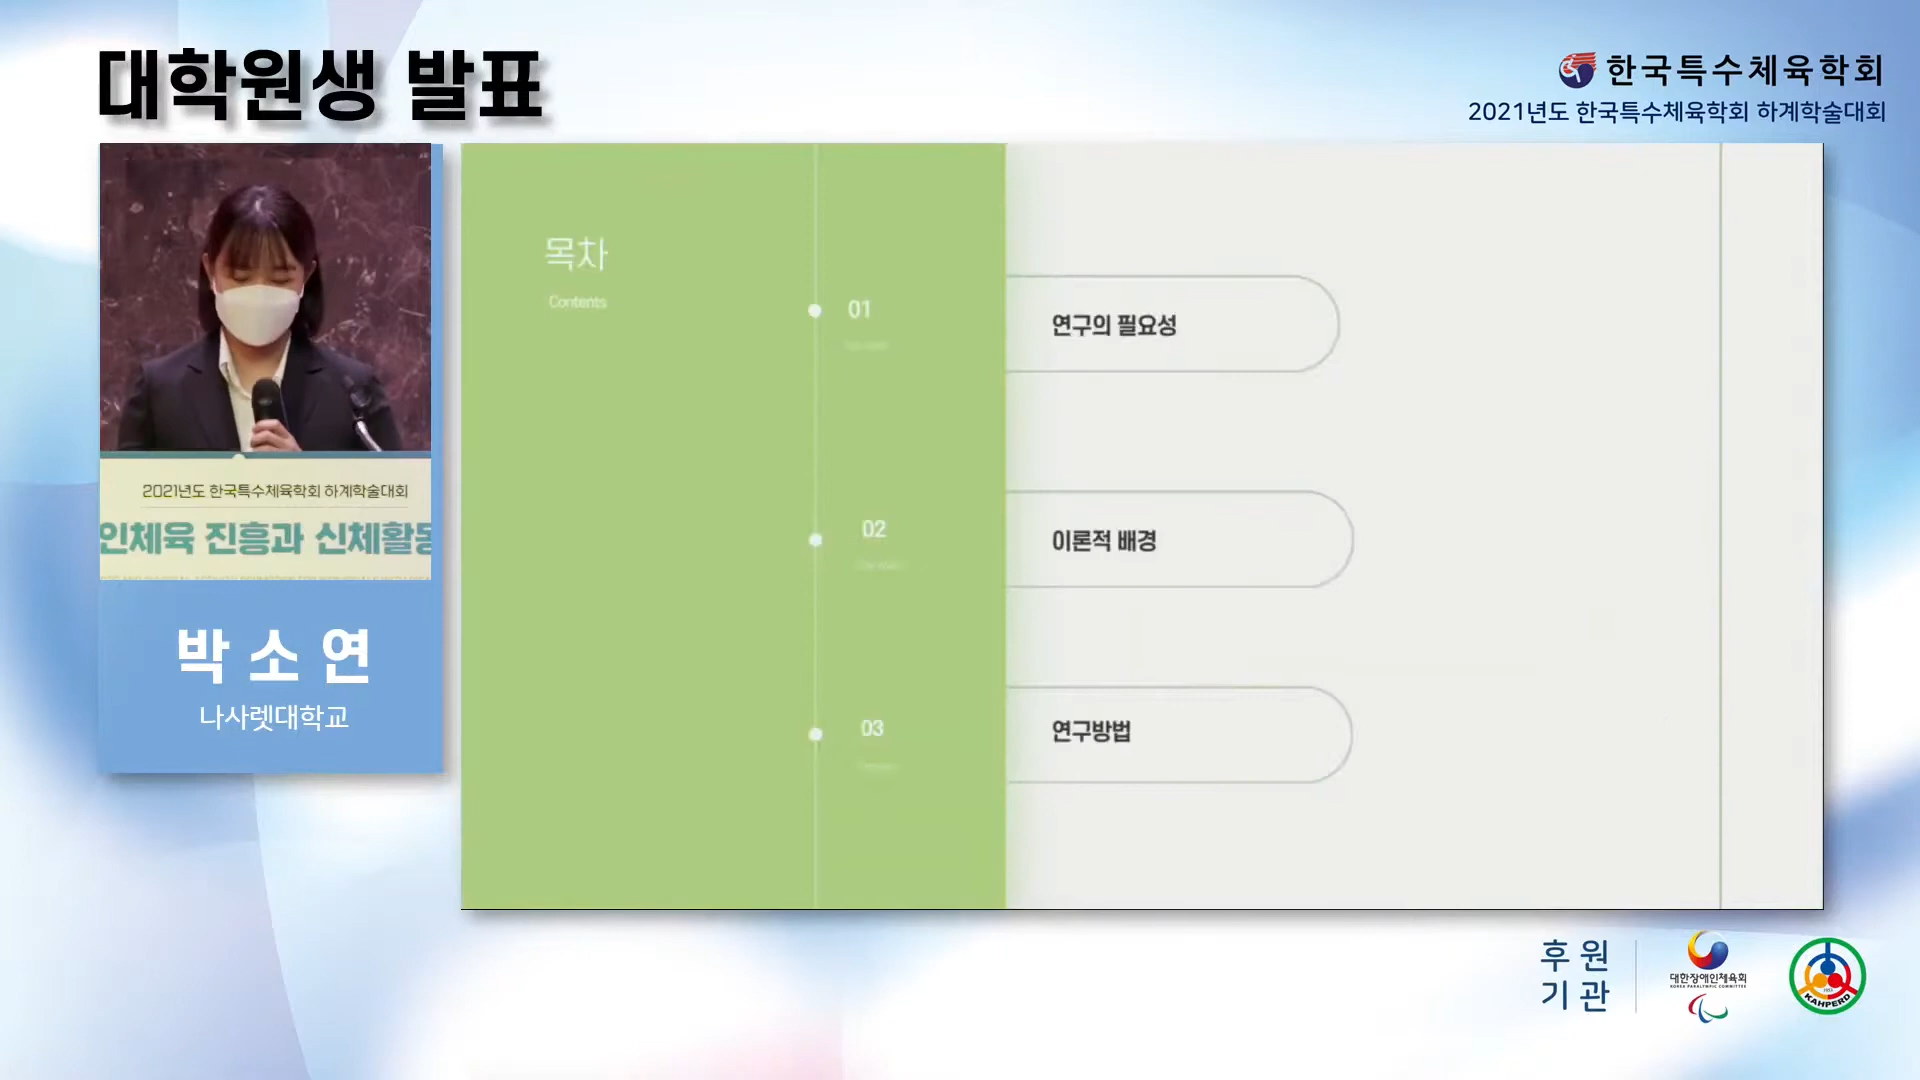 대학원생 발표
한국특수체육학회
2021년도 한국특수체육학회 하계학술대회
2021년도 한국특수체육학회 하계학술대회
인체육 진흥과 신체활동
박 소 연
나사렛대학교
목차
Contents
01
연구의 필요성
02
이론적 배경
03
연구방법
후 원
기 관
대한장애인체육회
KOREA PARALYMPIC COMMITTEE
KAHPERD